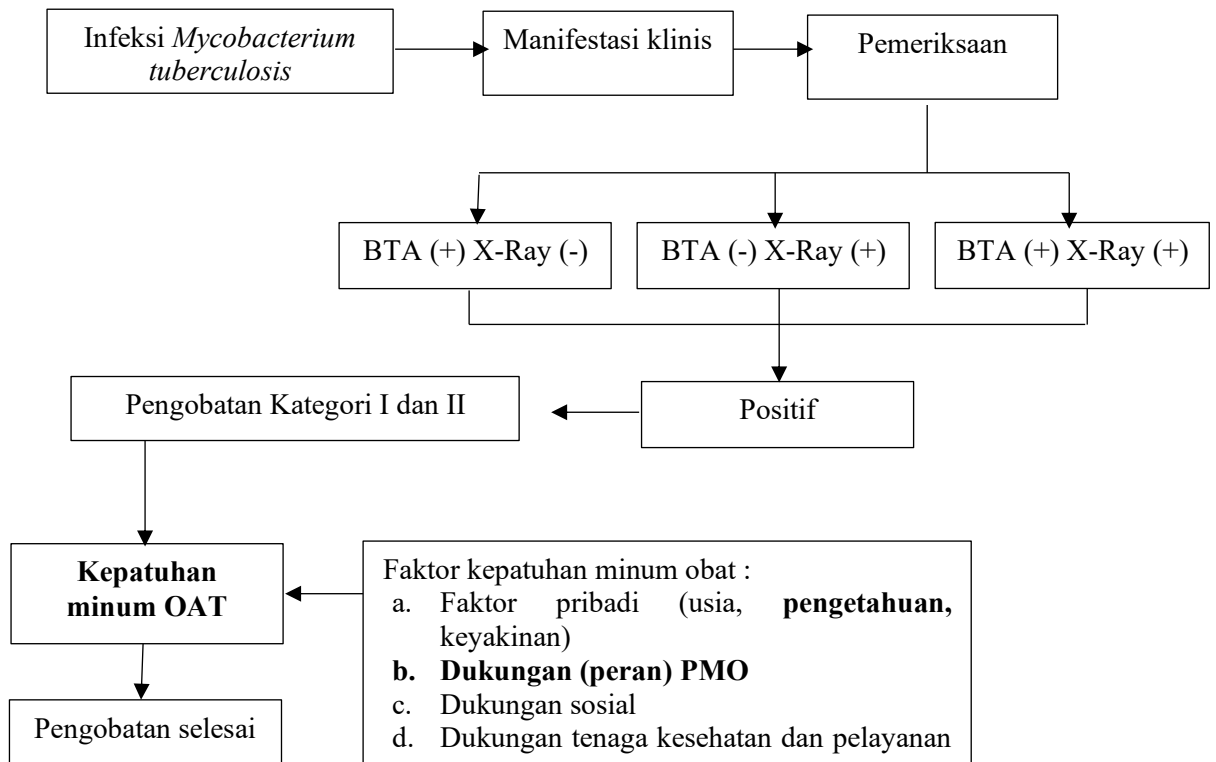 Infeksi Mycobacterium
tuberculosis
Manifestasi klinis
Pemeriksaan
BTA (+) X-Ray (-)
BTA (-) X-Ray (+)
BTA (+) X-Ray (+)
Pengobatan Kategori I dan II
Positif
Kepatuhan
minum OAT
Faktor kepatuhan minum obat :
a. Faktor pribadi (usia, pengetahuan,
keyakinan)
b. Dukungan (peran) PMO
c. Dukungan sosial
d. Dukungan tenaga kesehatan dan pelayanan
Pengobatan selesai